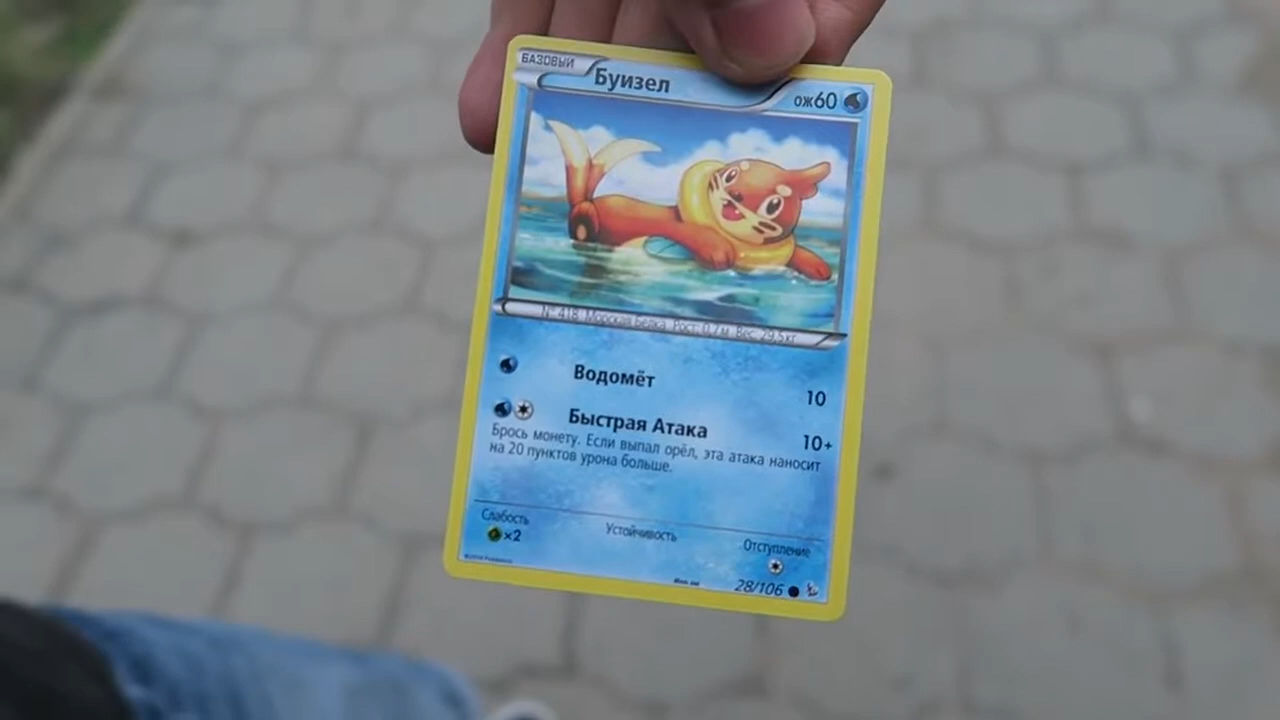 БАЗОВЫЙ
Буизел
ОЖ60
№ 418 Морская Белка Рост: 0,7 м Вес: 29,5 кг
Водомёт
10
Быстрая Атака
10+
Брось монету. Если выпал орёл, эта атака наносит
на 20 пунктов урона больше.
Слабость
×2
Устойчивость
Отступление
28/106